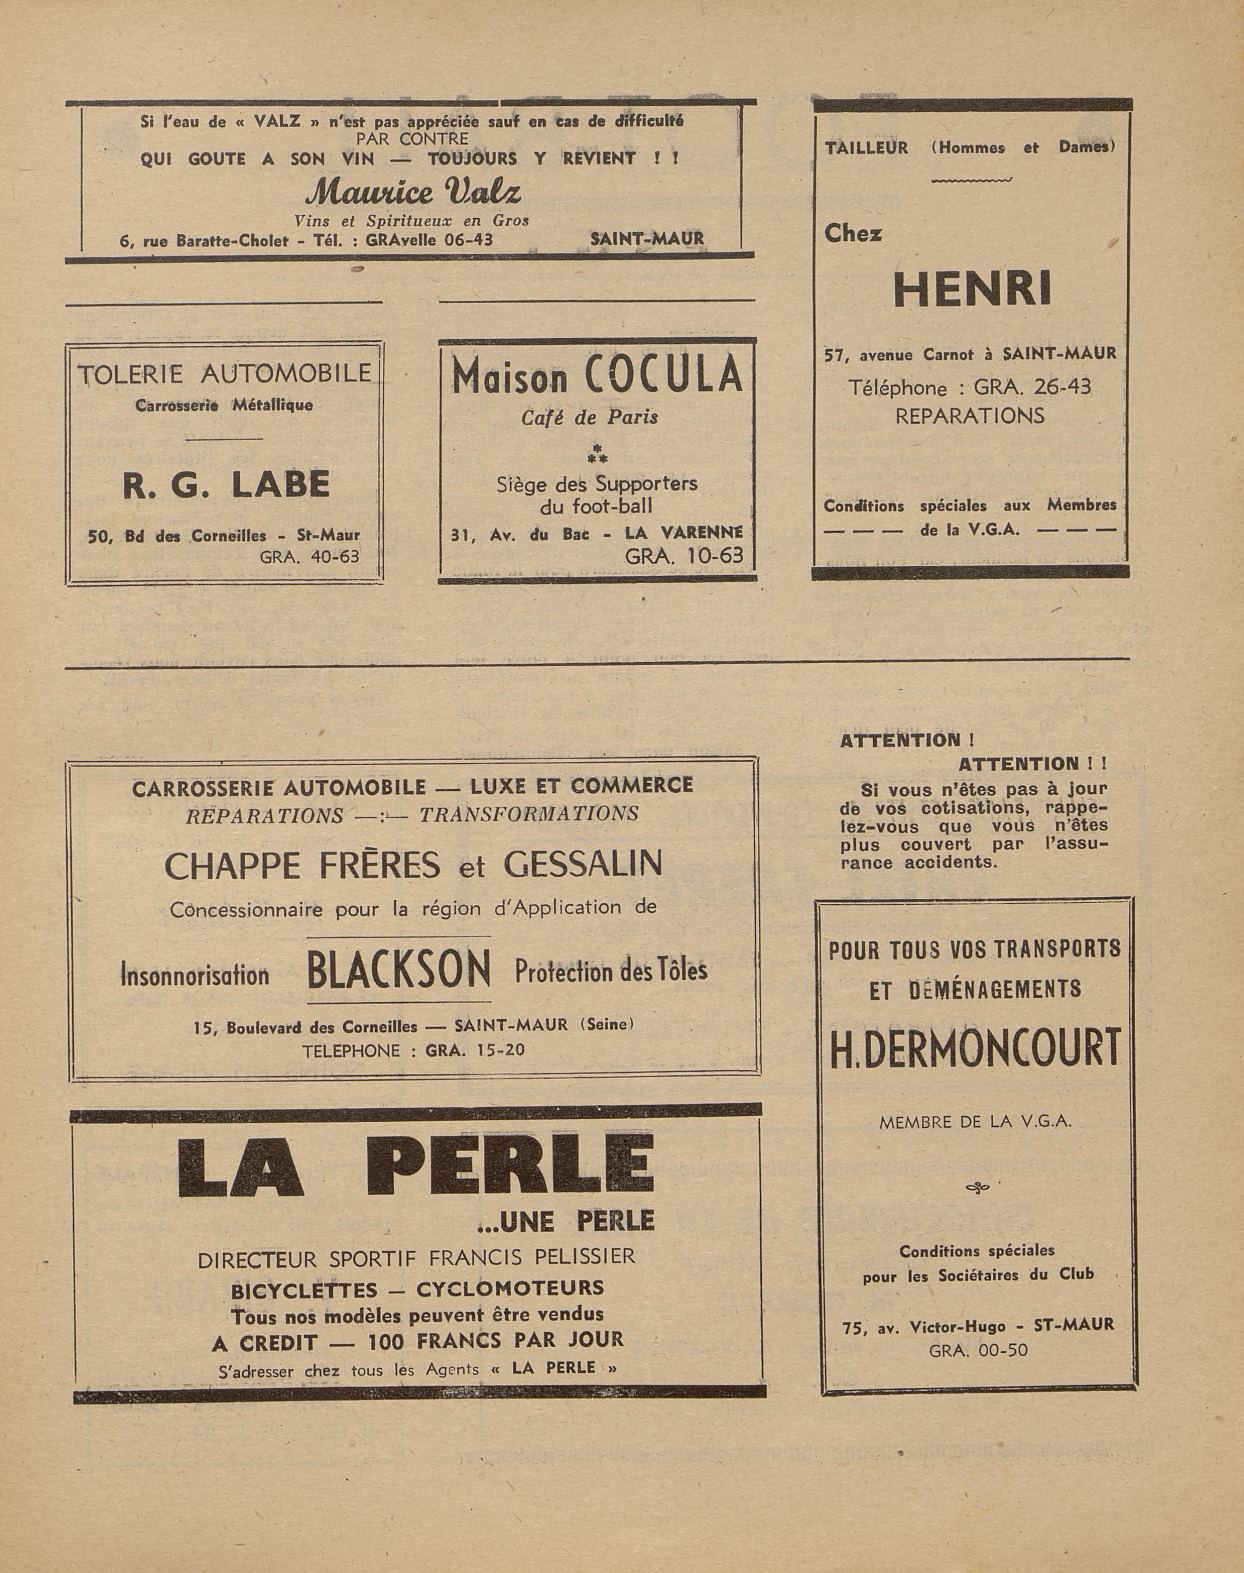 Si l'eau de « VALZ » n'est pas appréciée sauf en cas de difficulté
PAR CONTRE
QUI GOUTE A SON VIN — TOUJOURS Y REVIENT ! !
Maurice Valz
Vins et Spiritueux en Gros
6, rue Baratte-Cholet - Tél. : GRAvelle 06-43 SAINT-MAUR
TOLERIE AUTOMOBILE
Carrosserie Métallique
R. G. LABE
50, Bd des Corneilles - St-Maur
GRA. 40-63
Maison COCULA
Café de Paris
*
**
Siège des Supporters
du foot-ball
31, Av. du Bac - LA VARENNE
GRA. 10-63
TAILLEUR (Hommes et Dames)
Chez
HENRI
57, avenue Carnot à SAINT-MAUR
Téléphone : GRA. 26-43
REPARATIONS
Conditions spéciales aux Membres
— — — de la V.G.A. — — —
CARROSSERIE AUTOMOBILE — LUXE ET COMMERCE
REPARATIONS —:— TRANSFORMATIONS
CHAPPE FRÈRES et GESSALIN
Concessionnaire pour la région d'Application de
Insonnorisation BLACKSON Protection des Tôles
15, Boulevard des Corneilles — SAINT-MAUR (Seine)
TELEPHONE : GRA. 15-20
LA PERLE
...UNE PERLE
DIRECTEUR SPORTIF FRANCIS PELISSIER
BICYCLETTES — CYCLOMOTEURS
Tous nos modèles peuvent être vendus
A CREDIT — 100 FRANCS PAR JOUR
S'adresser chez tous les Agents « LA PERLE »
ATTENTION !
ATTENTION ! !
Si vous n'êtes pas à jour
de vos cotisations, rappe-
lez-vous que vous n'êtes
plus couvert par l'assu-
rance accidents.
POUR TOUS VOS TRANSPORTS
ET DÉMÉNAGEMENTS
H. DERMONCOURT
MEMBRE DE LA V.G.A.
Conditions spéciales
pour les Sociétaires du Club
75, av. Victor-Hugo - ST-MAUR
GRA. 00-50